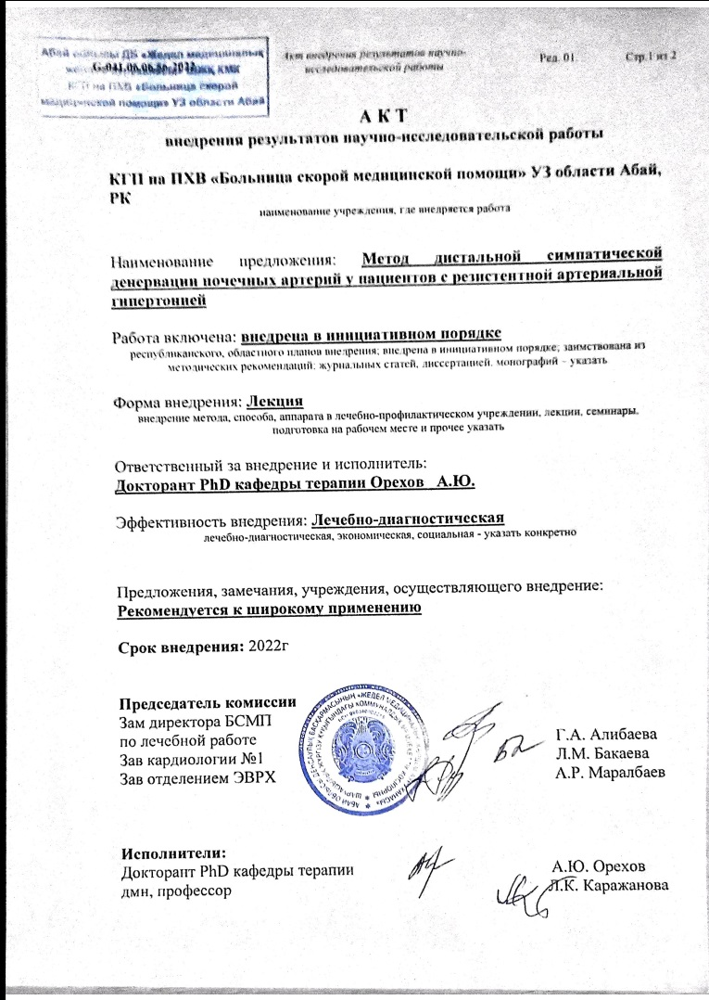 Абай облысы ДБ «Жедел медициналық
G-041.06.06.56-2022 ШЖҚ КМК
КГП на ПХВ «Больница скорой
медицинской помощи» УЗ области Абай
Акт внедрения результатов научно-
исследовательской работы
Ред. 01
Стр.1 из 2
А К Т
внедрения результатов научно-исследовательской работы
КГП на ПХВ «Больница скорой медицинской помощи» УЗ области Абай,
РК
наименование учреждения, где внедряется работа
Наименование предложения: Метод дистальной симпатической
денервации почечных артерий у пациентов с резистентной артериальной
гипертонией
Работа включена: внедрена в инициативном порядке
республиканского, областного планов внедрения; внедрена в инициативном порядке; заимствована из
методических рекомендаций; журнальных статей, диссертаций, монографий - указать
Форма внедрения: Лекция
внедрение метода, способа, аппарата в лечебно-профилактическом учреждении, лекции, семинары,
подготовка на рабочем месте и прочее указать
Ответственный за внедрение и исполнитель:
Докторант PhD кафедры терапии Орехов А.Ю.
Эффективность внедрения: Лечебно-диагностическая
лечебно-диагностическая, экономическая, социальная - указать конкретно
Предложения, замечания, учреждения, осуществляющего внедрение:
Рекомендуется к широкому применению
Срок внедрения: 2022г
Председатель комиссии
Зам директора БСМП
по лечебной работе Г.А. Алибаева
Зав кардиологии №1 Л.М. Бакаева
Зав отделением ЭВРХ А.Р. Маралбаев
Исполнители:
Докторант PhD кафедры терапии А.Ю. Орехов
дмн, профессор Л.К. Каражанова